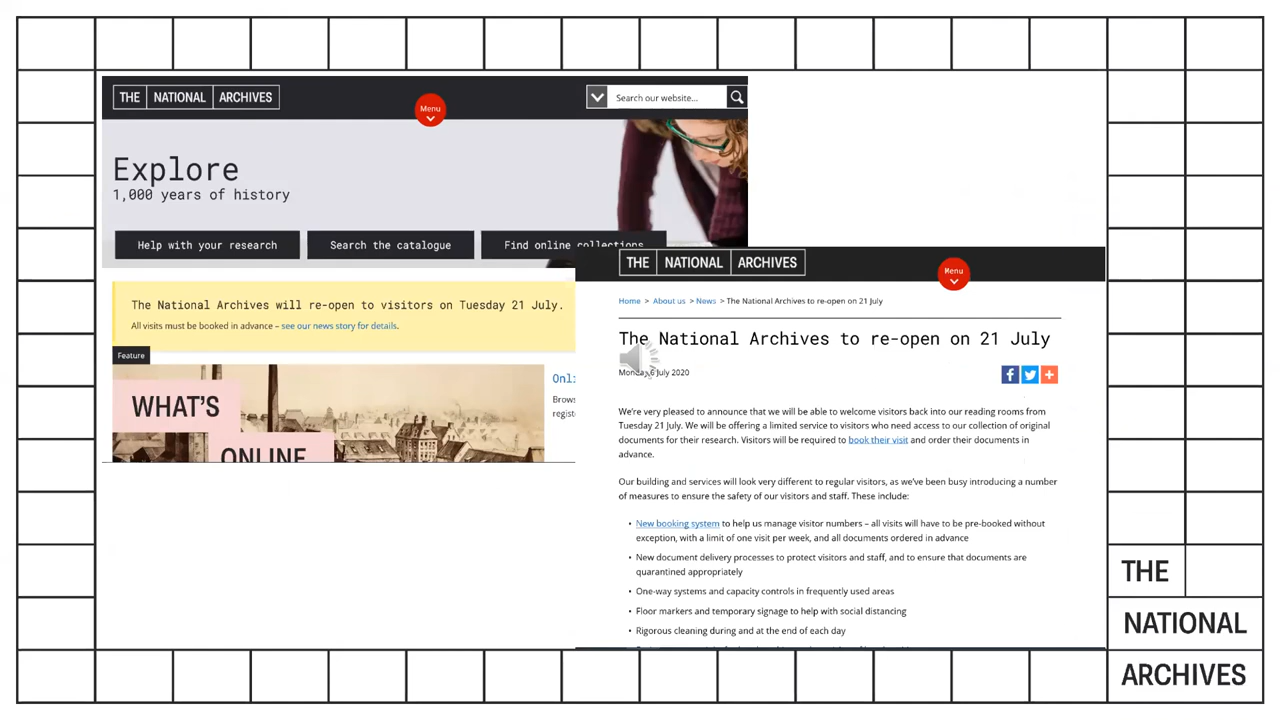 THE NATIONAL ARCHIVES
Menu
Search our website...
Explore
1,000 years of history
Help with your research
Search the catalogue
Find online collections
The National Archives will re-open to visitors on Tuesday 21 July.
All visits must be booked in advance – see our news story for details.
Feature
WHAT'S
ONLINE
Onli
Brows
regist
THE NATIONAL ARCHIVES
Menu
Home > About us > News > The National Archives to re-open on 21 July
The National Archives to re-open on 21 July
Monday 6 July 2020
We're very pleased to announce that we will be able to welcome visitors back into our reading rooms from
Tuesday 21 July. We will be offering a limited service to visitors who need access to our collection of original
documents for their research. Visitors will be required to book their visit and order their documents in
advance.
Our building and services will look very different to regular visitors, as we've been busy introducing a number
of measures to ensure the safety of our visitors and staff. These include:
• New booking system to help us manage visitor numbers – all visits will have to be pre-booked without
exception, with a limit of one visit per week, and all documents ordered in advance
• New document delivery processes to protect visitors and staff, and to ensure that documents are
quarantined appropriately
• One-way systems and capacity controls in frequently used areas
• Floor markers and temporary signage to help with social distancing
• Rigorous cleaning during and at the end of each day
THE
NATIONAL
ARCHIVES